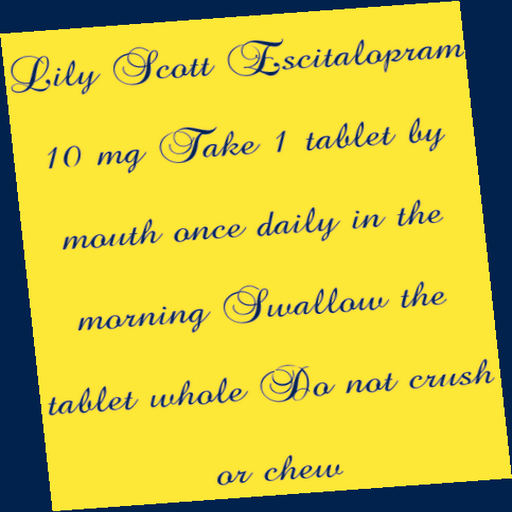 Lily Scott Escitalopram
10 mg Take 1 tablet by
mouth once daily in the
morning Swallow the
tablet whole Do not crush
or chew